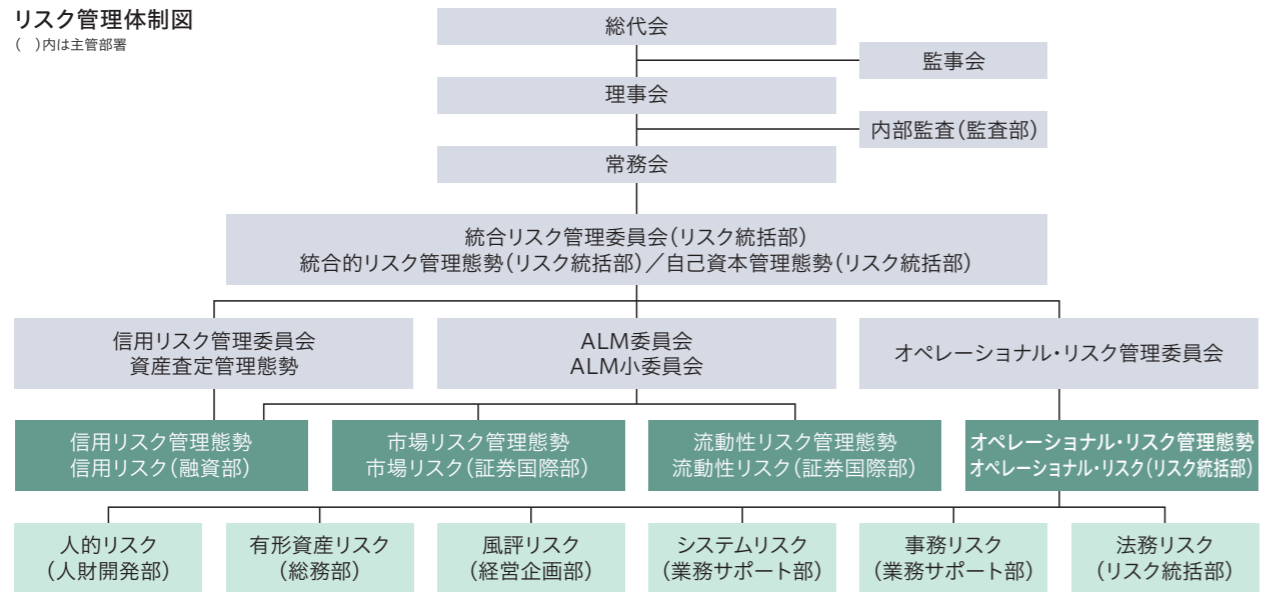 リスク管理体制図
(　)内は主管部署
総代会
監事会
理事会
内部監査(監査部)
常務会
統合リスク管理委員会(リスク統括部)
統合的リスク管理態勢(リスク統括部)/自己資本管理態勢(リスク統括部)
信用リスク管理委員会
資産査定管理態勢
ALM委員会
ALM小委員会
オペレーショナル・リスク管理委員会
信用リスク管理態勢
信用リスク(融資部)
市場リスク管理態勢
市場リスク(証券国際部)
流動性リスク管理態勢
流動性リスク(証券国際部)
オペレーショナル・リスク管理態勢
オペレーショナル・リスク(リスク統括部)
人的リスク
(人財開発部)
有形資産リスク
(総務部)
風評リスク
(経営企画部)
システムリスク
(業務サポート部)
事務リスク
(業務サポート部)
法務リスク
(リスク統括部)